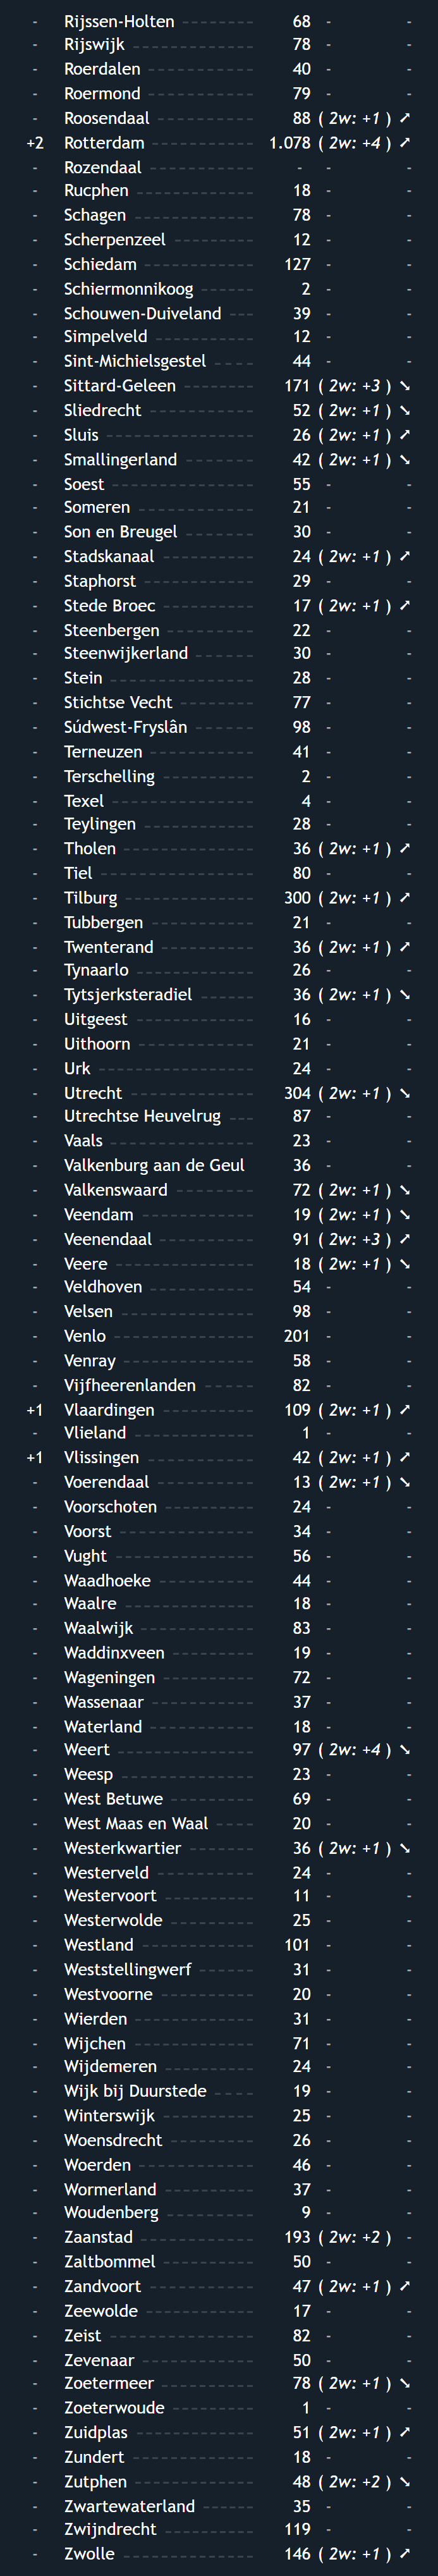 - Rijssen-Holten 68 - -
- Rijswijk 78 - -
- Roerdalen 40 - -
- Roermond 79 - -
- Roosendaal 88 ( 2w: +1 ) ➚
+2 Rotterdam 1.078 ( 2w: +4 ) ➚
- Rozendaal - - -
- Rucphen 18 - -
- Schagen 78 - -
- Scherpenzeel 12 - -
- Schiedam 127 - -
- Schiermonnikoog 2 - -
- Schouwen-Duiveland 39 - -
- Simpelveld 12 - -
- Sint-Michielsgestel 44 - -
- Sittard-Geleen 171 ( 2w: +3 ) ➘
- Sliedrecht 52 ( 2w: +1 ) ➘
- Sluis 26 ( 2w: +1 ) ➚
- Smallingerland 42 ( 2w: +1 ) ➘
- Soest 55 - -
- Someren 21 - -
- Son en Breugel 30 - -
- Stadskanaal 24 ( 2w: +1 ) ➚
- Staphorst 29 - -
- Stede Broec 17 ( 2w: +1 ) ➚
- Steenbergen 22 - -
- Steenwijkerland 30 - -
- Stein 28 - -
- Stichtse Vecht 77 - -
- Súdwest-Fryslân 98 - -
- Terneuzen 41 - -
- Terschelling 2 - -
- Texel 4 - -
- Teylingen 28 - -
- Tholen 36 ( 2w: +1 ) ➚
- Tiel 80 - -
- Tilburg 300 ( 2w: +1 ) ➚
- Tubbergen 21 - -
- Twenterand 36 ( 2w: +1 ) ➚
- Tynaarlo 26 - -
- Tytsjerksteradiel 36 ( 2w: +1 ) ➘
- Uitgeest 16 - -
- Uithoorn 21 - -
- Urk 24 - -
- Utrecht 304 ( 2w: +1 ) ➘
- Utrechtse Heuvelrug 87 - -
- Vaals 23 - -
- Valkenburg aan de Geul 36 - -
- Valkenswaard 72 ( 2w: +1 ) ➘
- Veendam 19 ( 2w: +1 ) ➘
- Veenendaal 91 ( 2w: +3 ) ➚
- Veere 18 ( 2w: +1 ) ➘
- Veldhoven 54 - -
- Velsen 98 - -
- Venlo 201 - -
- Venray 58 - -
- Vijfheerenlanden 82 - -
+1 Vlaardingen 109 ( 2w: +1 ) ➚
- Vlieland 1 - -
+1 Vlissingen 42 ( 2w: +1 ) ➚
- Voerendaal 13 ( 2w: +1 ) ➘
- Voorschoten 24 - -
- Voorst 34 - -
- Vught 56 - -
- Waadhoeke 44 - -
- Waalre 18 - -
- Waalwijk 83 - -
- Waddinxveen 19 - -
- Wageningen 72 - -
- Wassenaar 37 - -
- Waterland 18 - -
- Weert 97 ( 2w: +4 ) ➘
- Weesp 23 - -
- West Betuwe 69 - -
- West Maas en Waal 20 - -
- Westerkwartier 36 ( 2w: +1 ) ➘
- Westerveld 24 - -
- Westervoort 11 - -
- Westerwolde 25 - -
- Westland 101 - -
- Weststellingwerf 31 - -
- Westvoorne 20 - -
- Wierden 31 - -
- Wijchen 71 - -
- Wijdemeren 24 - -
- Wijk bij Duurstede 19 - -
- Winterswijk 25 - -
- Woensdrecht 26 - -
- Woerden 46 - -
- Wormerland 37 - -
- Woudenberg 9 - -
- Zaanstad 193 ( 2w: +2 ) -
- Zaltbommel 50 - -
- Zandvoort 47 ( 2w: +1 ) ➚
- Zeewolde 17 - -
- Zeist 82 - -
- Zevenaar 50 - -
- Zoetermeer 78 ( 2w: +1 ) ➘
- Zoeterwoude 1 - -
- Zuidplas 51 ( 2w: +1 ) ➚
- Zundert 18 - -
- Zutphen 48 ( 2w: +2 ) ➘
- Zwartewaterland 35 - -
- Zwijndrecht 119 - -
- Zwolle 146 ( 2w: +1 ) ➚